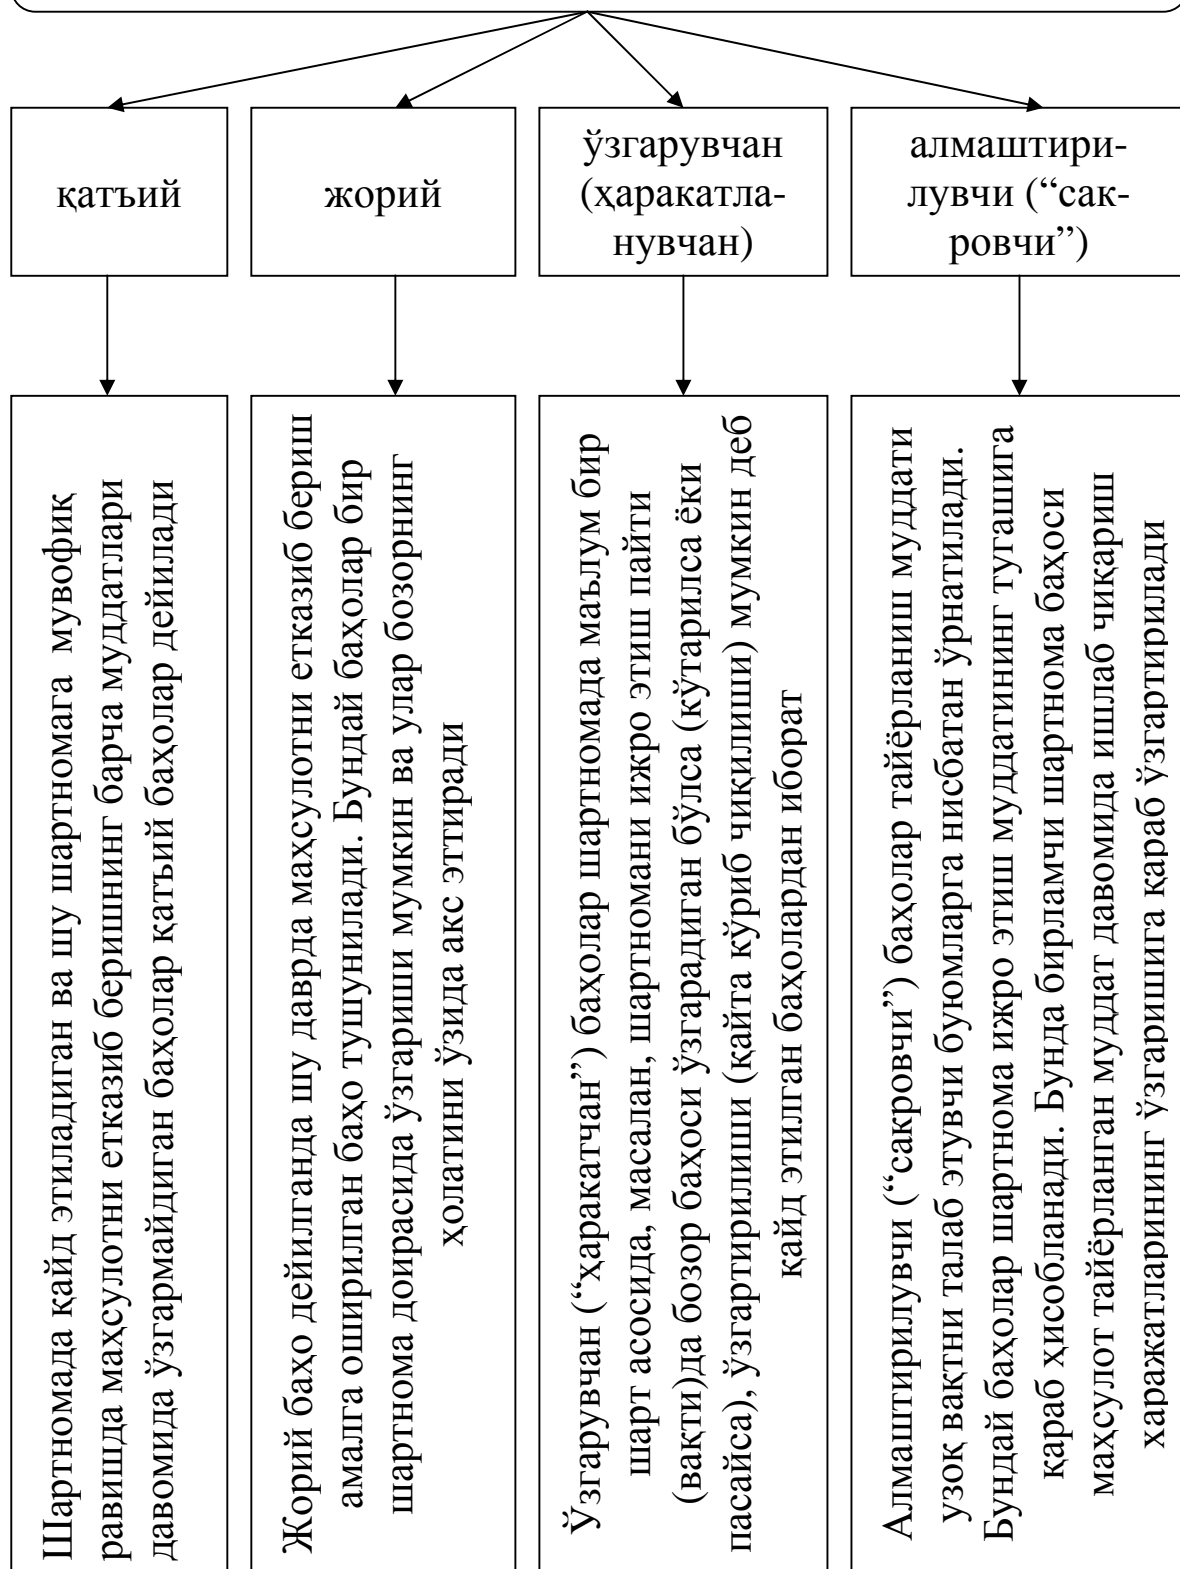 қатъий
жорий
ўзгарувчан
(ҳаракатла-
нувчан)
алмаштири-
лувчи (“сак-
ровчи”)
Шартномада қайд этиладиган ва шу шартномага мувофиқ
равишда маҳсулотни етказиб беришнинг барча муддатлари
давомида ўзгармайдиган баҳолар қатъий баҳолар дейилади
Жорий баҳо дейилганда шу даврда маҳсулотни етказиб бериш
амалга оширилган баҳо тушунилади. Бундай баҳолар бир
шартнома доирасида ўзгариши мумкин ва улар бозорнинг
ҳолатини ўзида акс эттиради
Ўзгарувчан (“ҳаракатчан”) баҳолар шартномада маълум бир
шарт асосида, масалан, шартномани ижро этиш пайти
(вақти)да бозор баҳоси ўзгарадиган бўлса (кўтарилса ёки
пасайса), ўзгартирилиши (қайта кўриб чиқилиши) мумкин деб
қайд этилган баҳолардан иборат
Алмаштирилувчи (“сакровчи”) баҳолар тайёрланиш муддати
узоқ вақтни талаб этувчи буюмларга нисбатан ўрнатилади.
Бундай баҳолар шартнома ижро этиш муддатининг тугашига
қараб ҳисобланади. Бунда бирламчи шартнома баҳоси
маҳсулот тайёрланган муддат давомида ишлаб чиқариш
харажатларининг ўзгаришига қараб ўзгартирилади